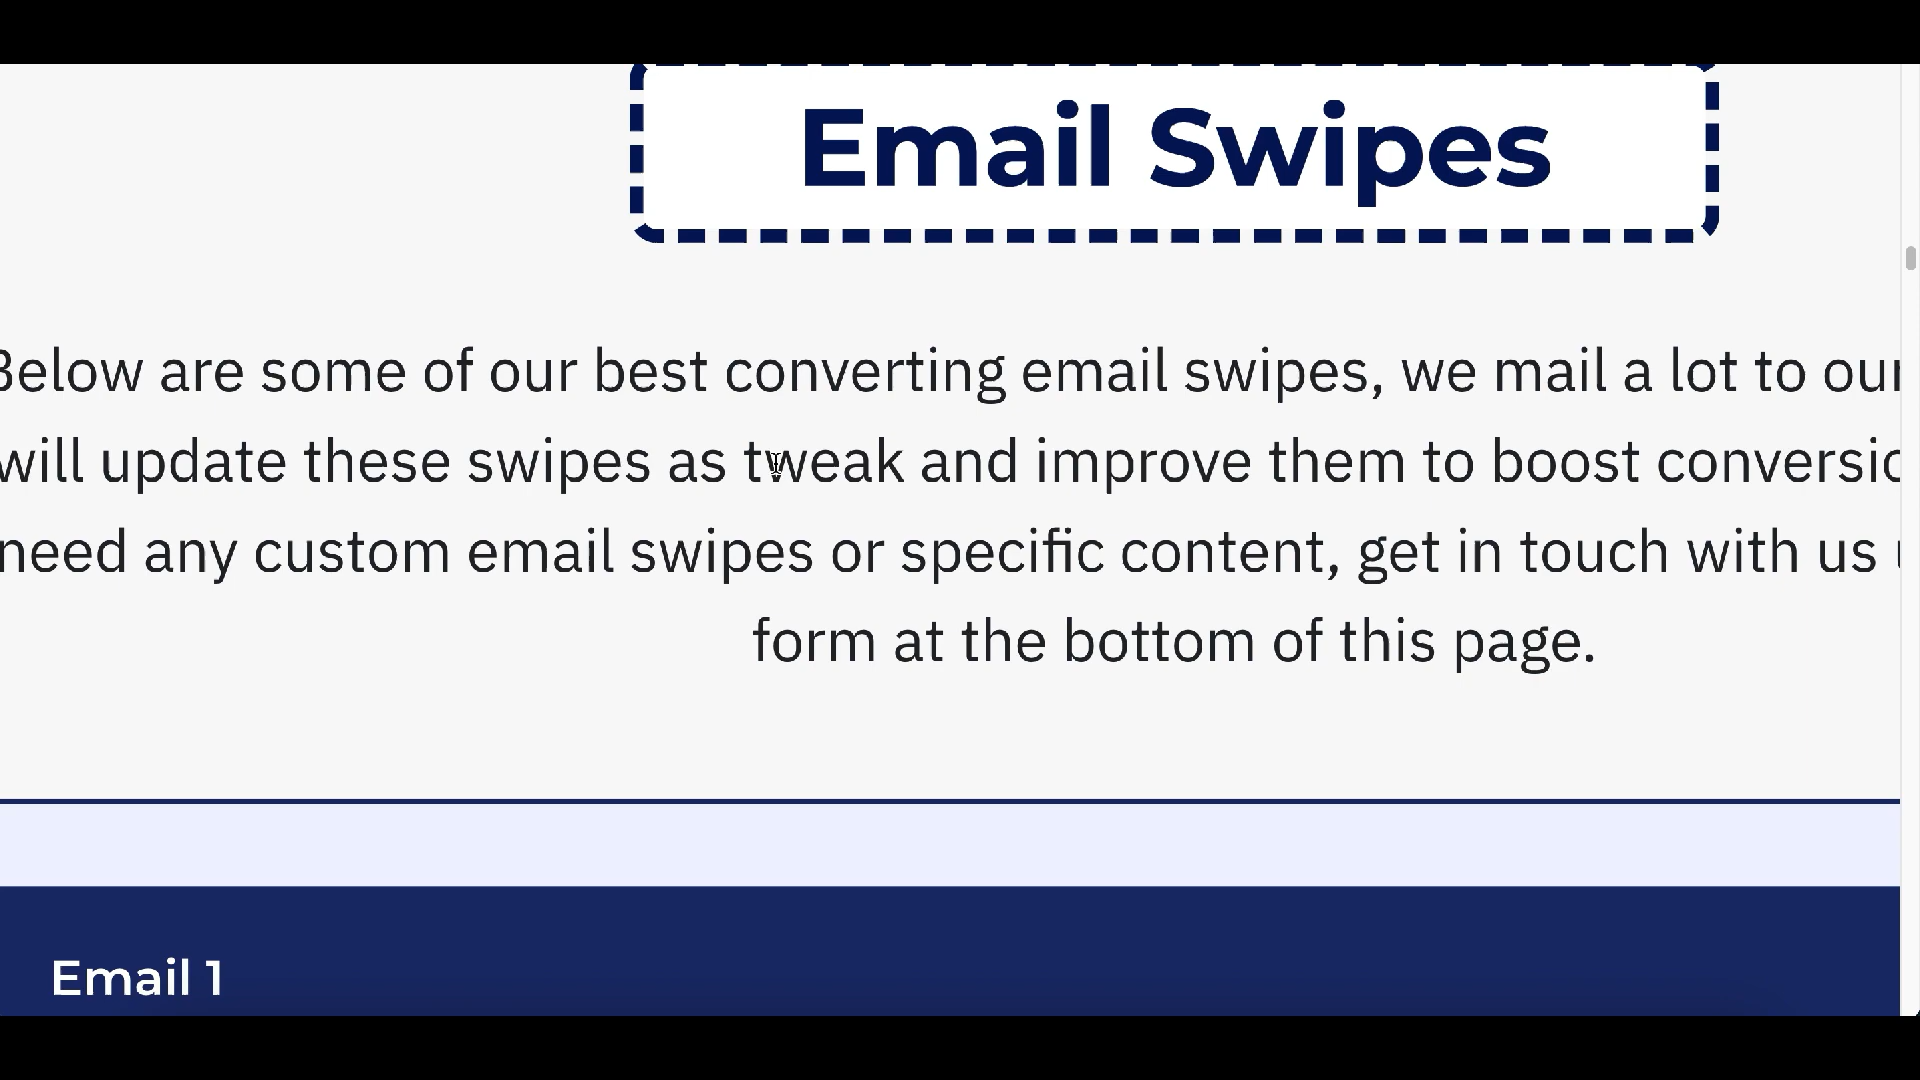 Email Swipes
Below are some of our best converting email swipes, we mail a lot to our
will update these swipes as tweak and improve them to boost
need any custom email swipes or specific content, get in touch with us
form at the bottom of this page.
Email 1